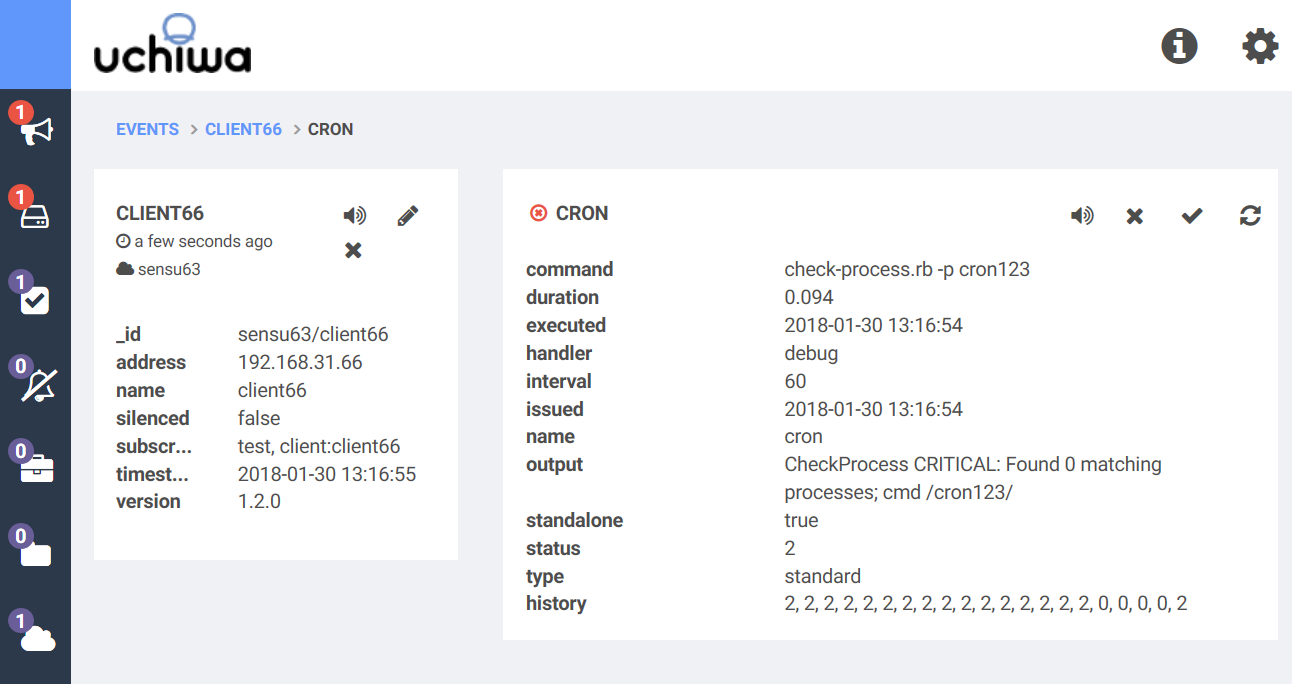 uchiwa
1
1
1
0
0
0
1
EVENTS > CLIENT66 > CRON
CLIENT66
a few seconds ago
sensu63
_id sensu63/client66
address 192.168.31.66
name client66
silenced false
subscr... test, client:client66
timest... 2018-01-30 13:16:55
version 1.2.0
CRON
command check-process.rb -p cron123
duration 0.094
executed 2018-01-30 13:16:54
handler debug
interval 60
issued 2018-01-30 13:16:54
name cron
output CheckProcess CRITICAL: Found 0 matching
processes; cmd /cron123/
standalone true
status 2
type standard
history 2, 2, 2, 2, 2, 2, 2, 2, 2, 2, 2, 2, 2, 2, 2, 2, 0, 0, 0, 0, 2